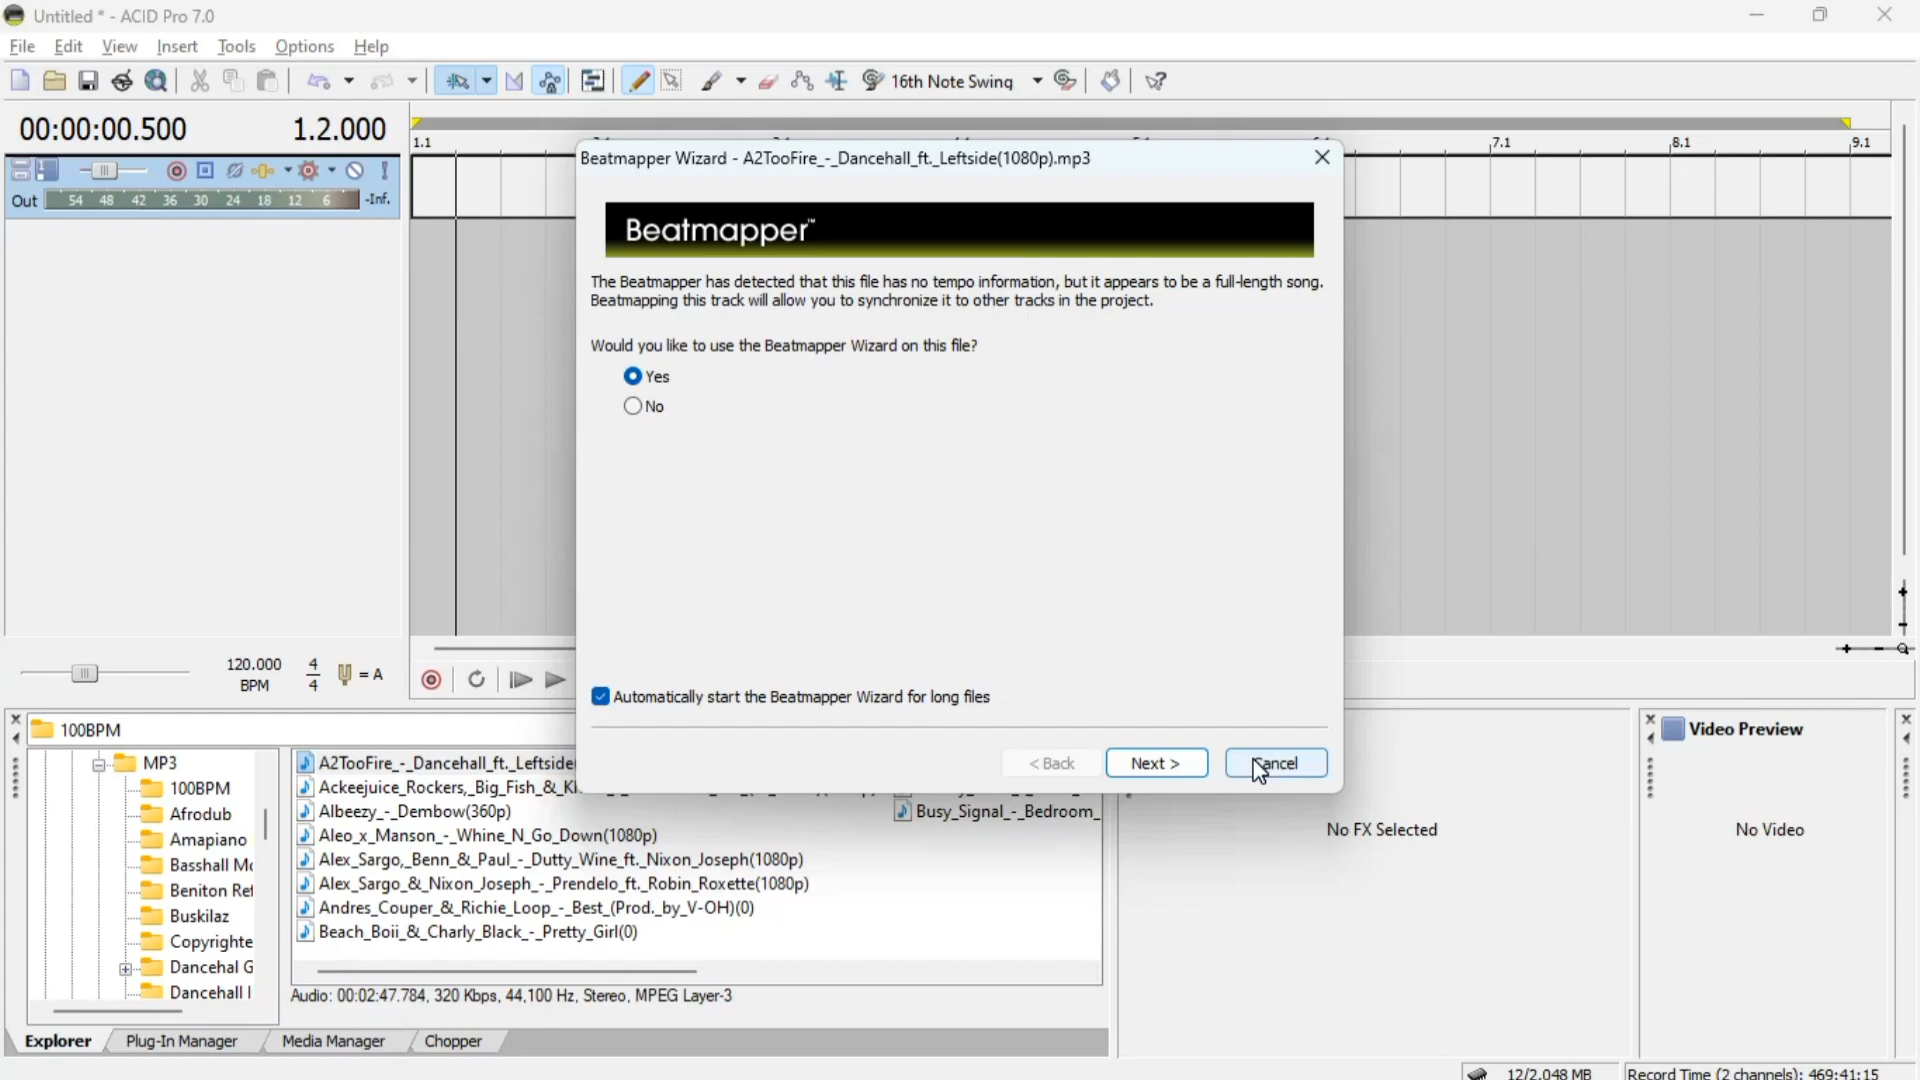 Untitled * - ACID Pro 7.0
File Edit View Insert Tools Options Help
16th Note Swing
00:00:00.500 1.2.000
1.1 7.1 8.1 9.1
Out 54 48 42 36 30 24 18 12 6 -Inf.
Beatmapper Wizard - A2TooFire_-_Dancehall_ft._Leftside(1080p).mp3
Beatmapper™
The Beatmapper has detected that this file has no tempo information, but it appears to be a full-length song.
Beatmapping this track will allow you to synchronize it to other tracks in the project.
Would you like to use the Beatmapper Wizard on this file?
Yes
No
Automatically start the Beatmapper Wizard for long files
< Back Next > Cancel
120.000
BPM
4
4
= A
100BPM
MP3
100BPM
Afrodub
Amapiano
Basshall
Beniton
Buskilaz
Copyrighte
Dancehal G
Dancehall I
A2TooFire_-_Dancehall_ft._Leftside
Ackeejuice_Rockers,_Big_Fish_&_
Albeezy_-_Dembow(360p)
Aleo_x_Manson_-_Whine_N_Go_Down(1080p)
Alex_Sargo,_Benn_&_Paul_-_Dutty_Wine_ft._Nixon_Joseph(1080p)
Alex_Sargo_&_Nixon_Joseph_-_Prendelo_ft._Robin_Roxette(1080p)
Andres_Couper_&_Richie_Loop_-_Best_(Prod._by_V-OH)(0)
Beach_Boii_&_Charly_Black_-_Pretty_Girl(0)
Busy_Signal_-_Bedroom_
Audio: 00:02:47.784, 320 Kbps, 44,100 Hz, Stereo, MPEG Layer-3
Explorer Plug-In Manager Media Manager Chopper
No FX Selected
Video Preview
No Video
12/2,048 MB Record Time (2 channels): 469:41:15